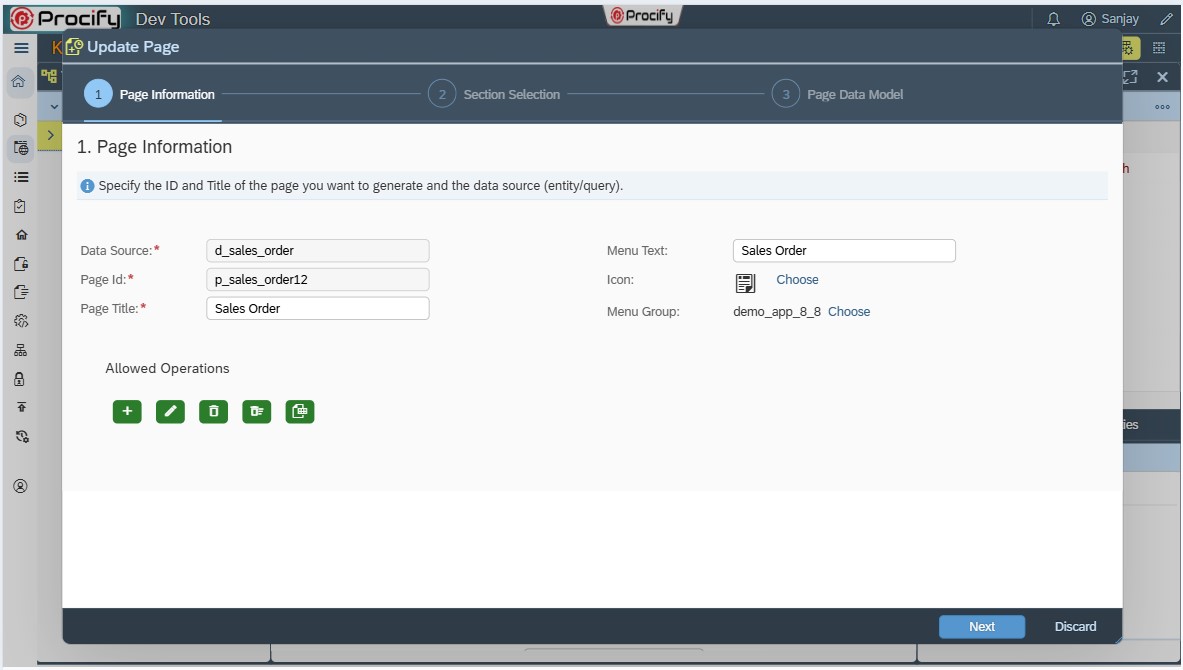 Procify Dev Tools
Procify
Sanjay
K
Update Page
1 Page Information
2 Section Selection
3 Page Data Model
1. Page Information
Specify the ID and Title of the page you want to generate and the data source (entity/query).
Data Source:* d_sales_order
Menu Text: Sales Order
Page Id:* p_sales_order12
Icon: Choose
Page Title:* Sales Order
Menu Group: demo_app_8_8 Choose
Allowed Operations
h
ies
Next
Discard